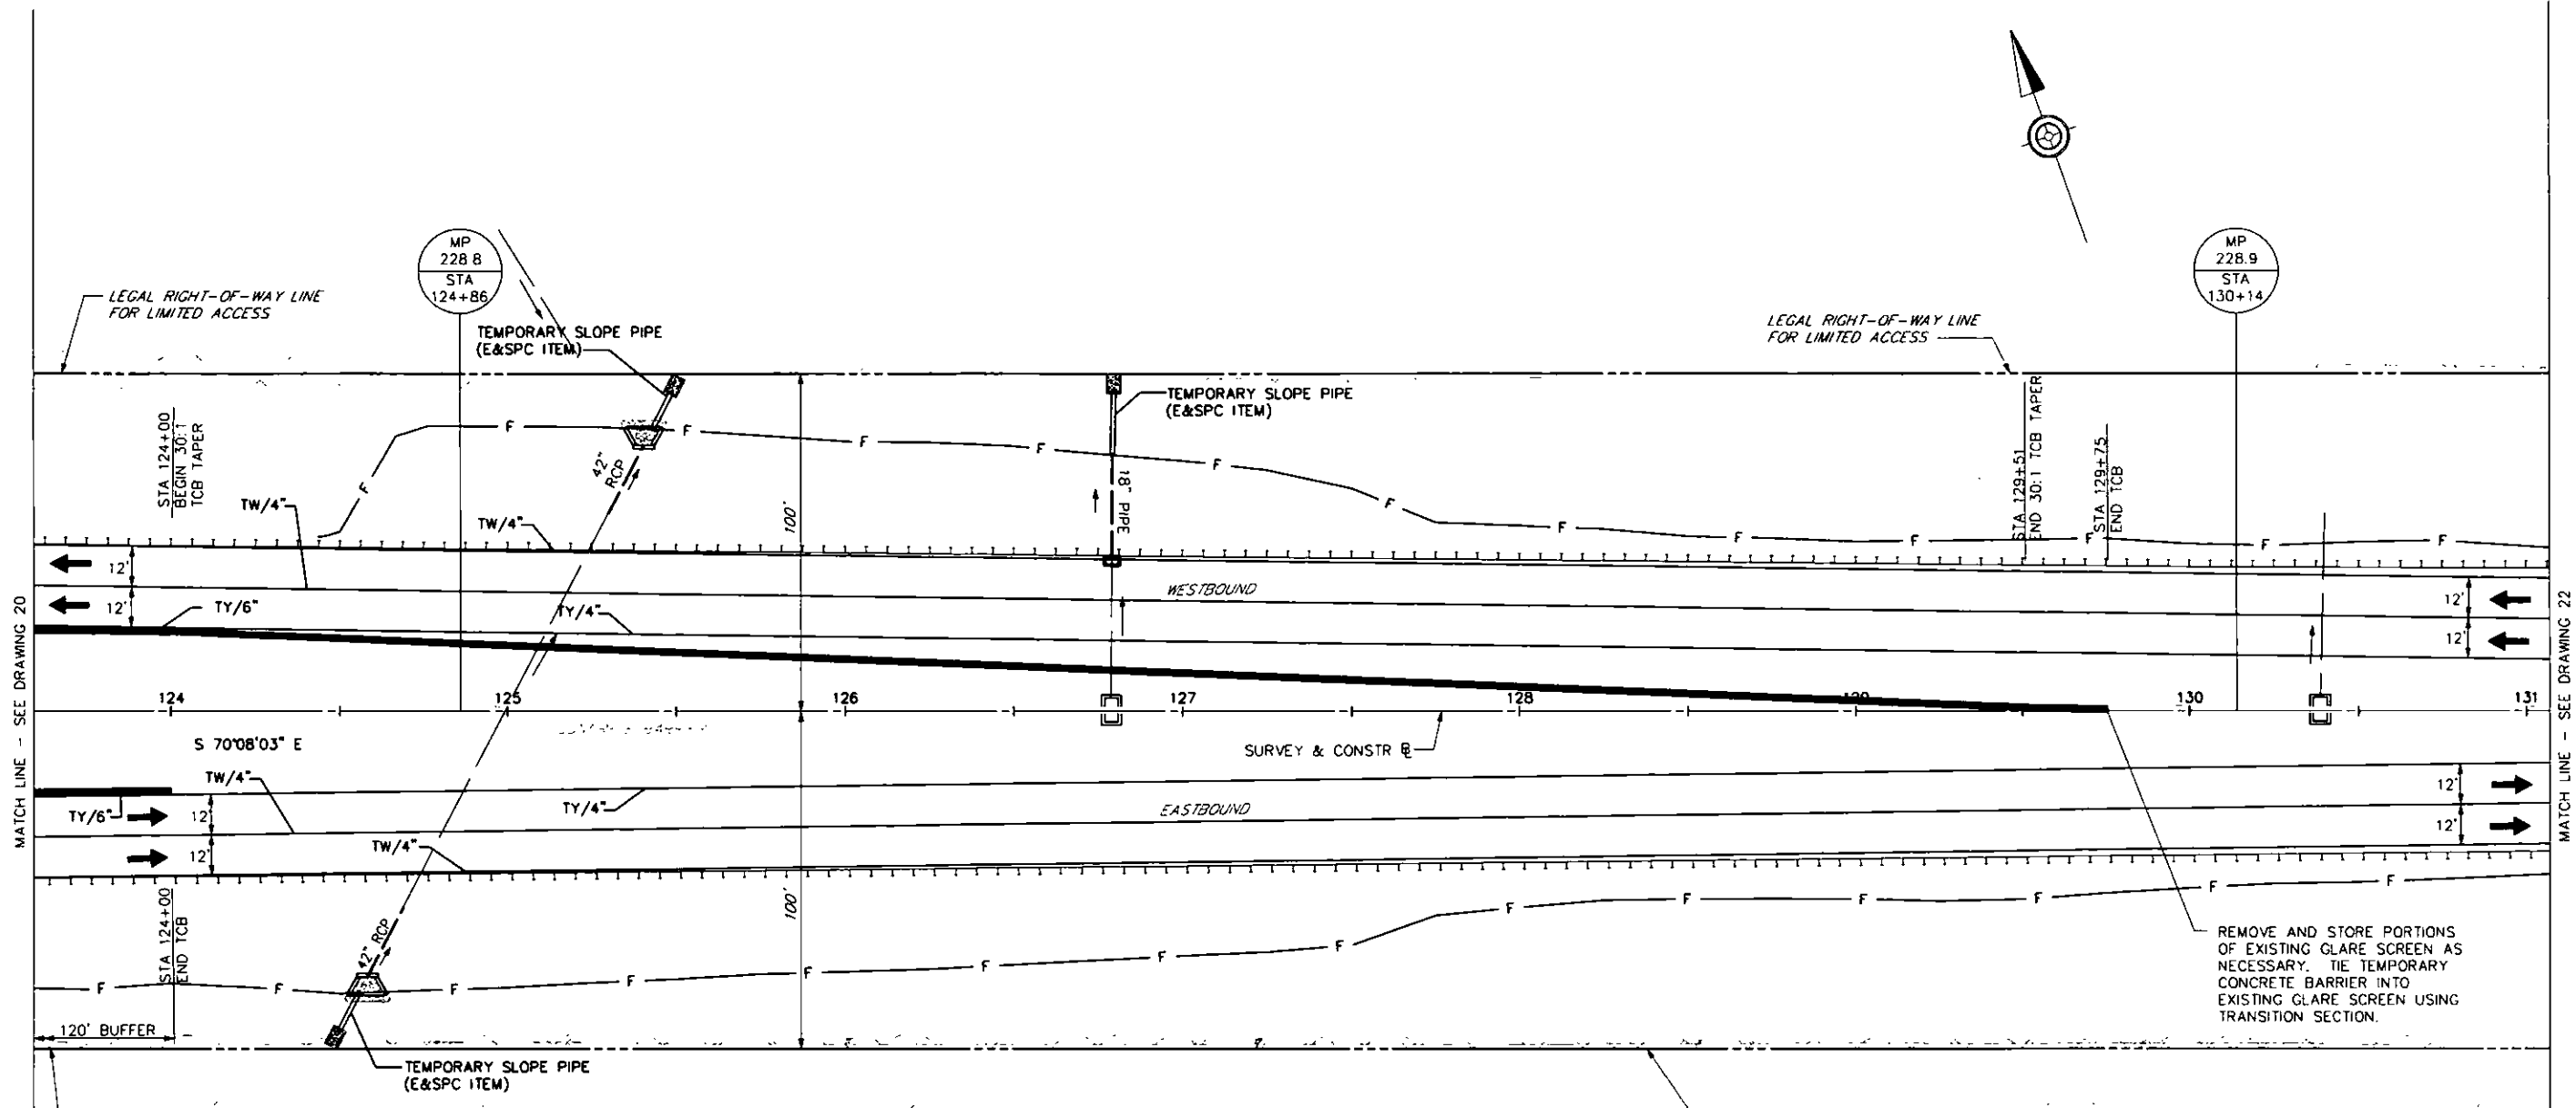 MP
228.8
STA
124+86
MP
228.9
STA
130+14
LEGAL RIGHT-OF-WAY LINE
FOR LIMITED ACCESS
TEMPORARY SLOPE PIPE
(E&SPC ITEM)
LEGAL RIGHT-OF-WAY LINE
FOR LIMITED ACCESS
TEMPORARY SLOPE PIPE
(E&SPC ITEM)
STA 124+00
BEGIN 30:1
TCB TAPER
F F F F F F F F F F F F F F
42"
RCP
100'
18" PIPE
STA 129+51
END 30:1 TCB TAPER
STA 129+75
END TCB
TW/4"
TW/4"
12'
12'
TY/6"
TY/4"
WESTBOUND
12'
12'
MATCH LINE - SEE DRAWING 20
MATCH LINE - SEE DRAWING 22
124 125 126 127 128 129 130 131
S 70°08'03" E
SURVEY & CONSTR BL
TW/4"
TY/6"
12'
TY/4"
EASTBOUND
12'
12'
TW/4"
12'
100'
STA 124+00
END TCB
42" RCP
F F F F F F F F F F F F F F
120' BUFFER
TEMPORARY SLOPE PIPE
(E&SPC ITEM)
REMOVE AND STORE PORTIONS
OF EXISTING GLARE SCREEN AS
NECESSARY. TIE TEMPORARY
CONCRETE BARRIER INTO
EXISTING GLARE SCREEN USING
TRANSITION SECTION.